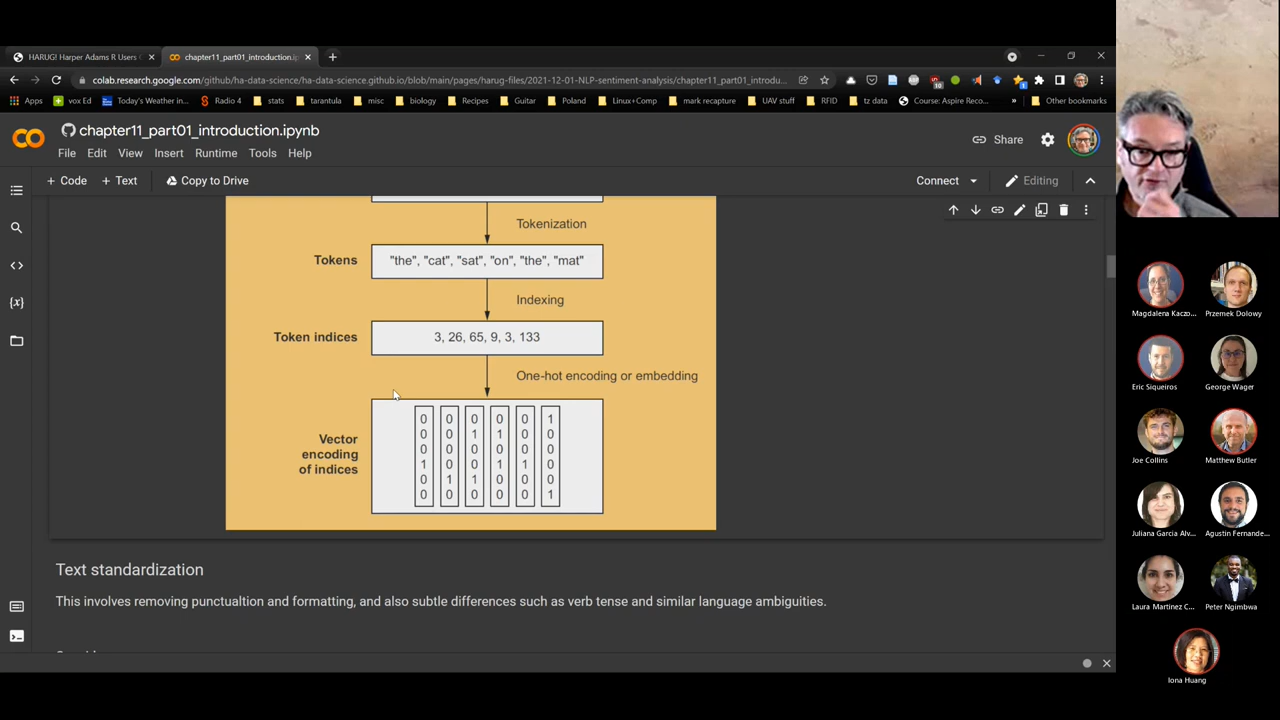 HARUG! Harper Adams R Users
chapter11_part01_introduction.ip
colab.research.google.com/github/ha-data-science/ha-data-science.github.io/blob/main/pages/harug-files/2021-12-01-NLP-sentiment-analysis/chapter11_part01_introdu...
Apps vox Ed Today's Weather in... Radio 4 stats tarantula misc biology Recipes Guitar Poland Linux+Comp mark recapture UAV stuff RFID tz data Course: Aspire Reco... » Other bookmarks
chapter11_part01_introduction.ipynb
Share
File Edit View Insert Runtime Tools Help
+ Code + Text Copy to Drive Connect Editing
Tokenization
Tokens "the", "cat", "sat", "on", "the", "mat"
Indexing
Token indices 3, 26, 65, 9, 3, 133
One-hot encoding or embedding
Vector
encoding
of indices
0 0 0 0 0 1
0 0 1 1 0 0
0 0 0 0 0 0
1 0 0 1 1 0
0 1 1 0 0 0
0 0 0 0 0 1
Text standardization
This involves removing punctualtion and formatting, and also subtle differences such as verb tense and similar language ambiguities.
Magdalena Kaczo... Przemek Dolowy
Eric Siqueiros George Wager
Joe Collins Matthew Butler
Juliana Garcia Alv... Agustin Fernande...
Laura Martinez C... Peter Ngimbwa
Iona Huang